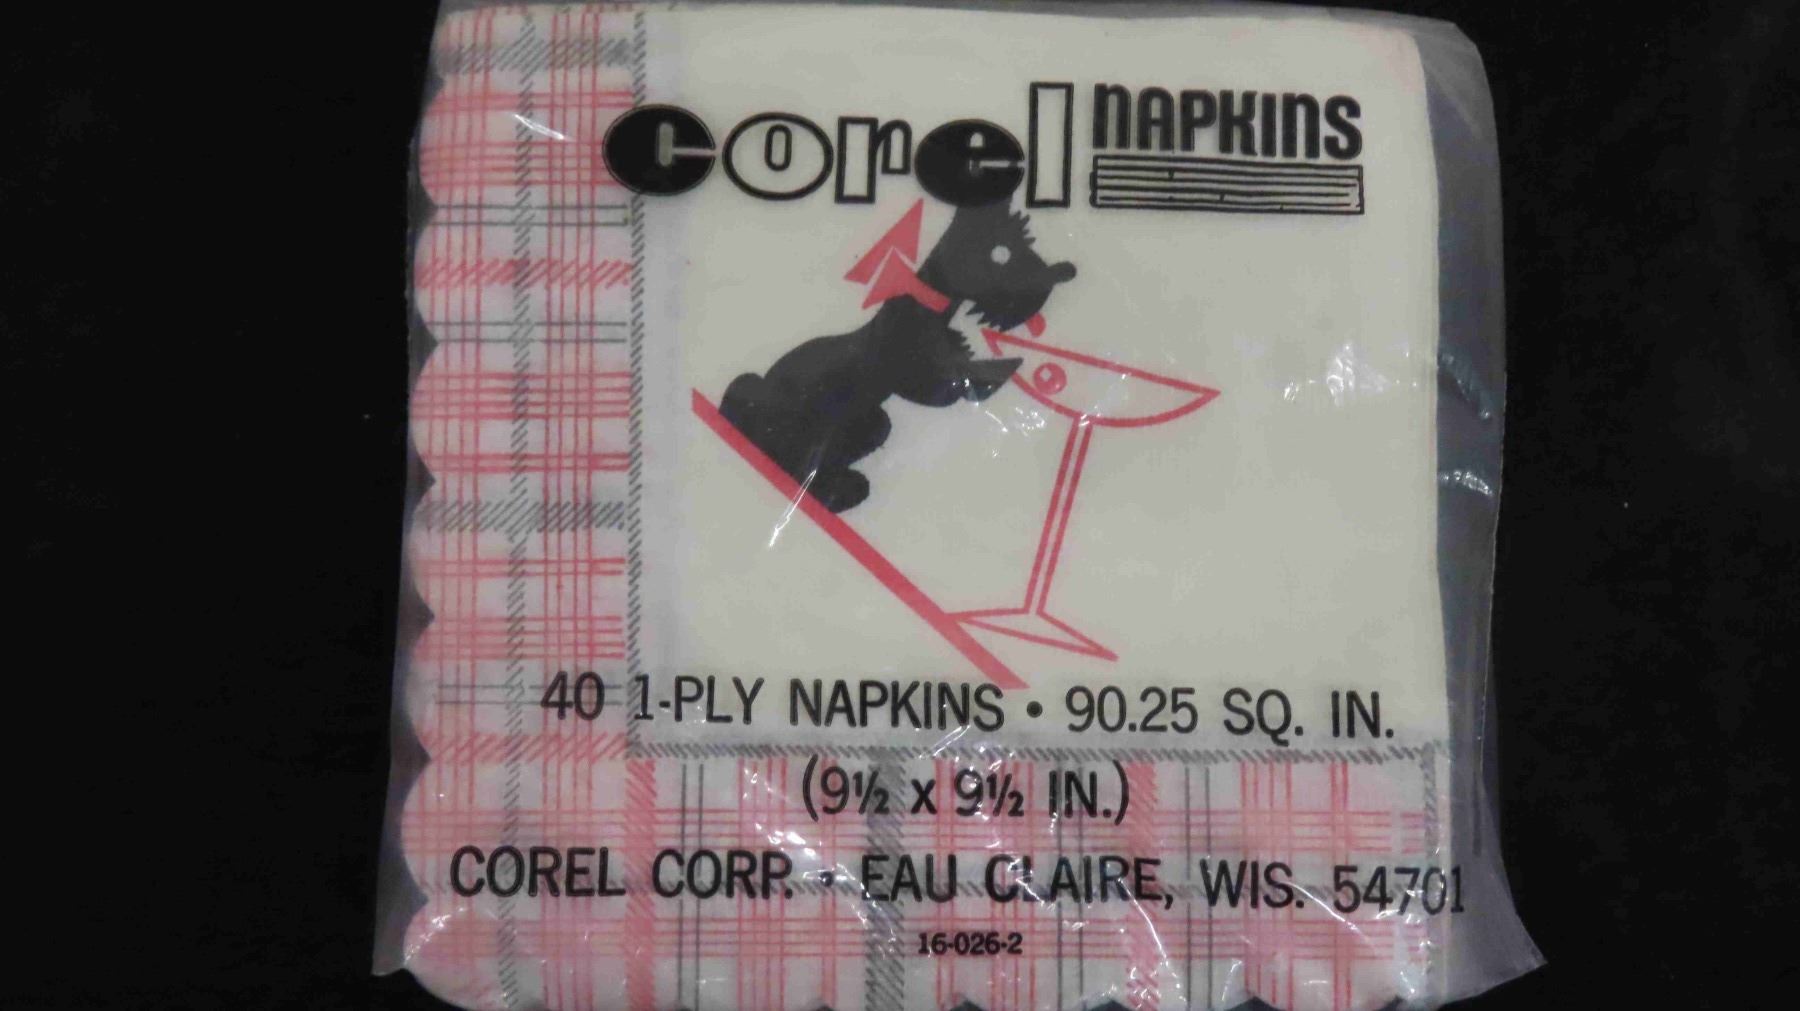 corel NAPKINS
40 1-PLY NAPKINS • 90.25 SQ. IN.
(9½ x 9½ IN.)
COREL CORP. • EAU CLAIRE, WIS. 54701
16-026-2